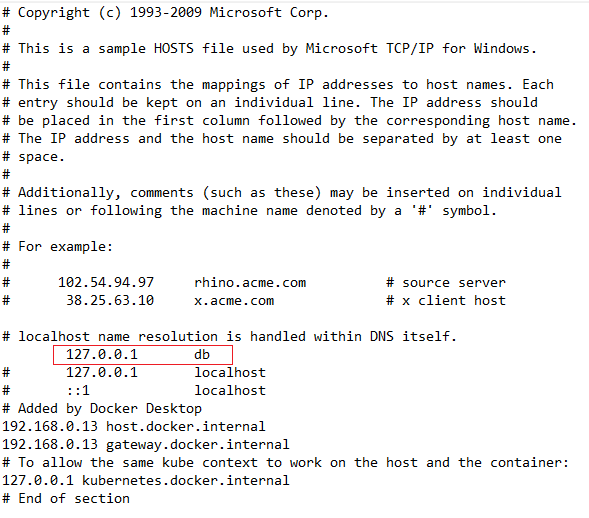 # Copyright (c) 1993-2009 Microsoft Corp.
#
# This is a sample HOSTS file used by Microsoft TCP/IP for Windows.
#
# This file contains the mappings of IP addresses to host names. Each
# entry should be kept on an individual line. The IP address should
# be placed in the first column followed by the corresponding host name.
# The IP address and the host name should be separated by at least one
# space.
#
# Additionally, comments (such as these) may be inserted on individual
# lines or following the machine name denoted by a '#' symbol.
#
# For example:
#
#      102.54.94.97     rhino.acme.com          # source server
#       38.25.63.10     x.acme.com              # x client host

# localhost name resolution is handled within DNS itself.
        127.0.0.1       db
#       127.0.0.1       localhost
#       ::1             localhost
# Added by Docker Desktop
192.168.0.13 host.docker.internal
192.168.0.13 gateway.docker.internal
# To allow the same kube context to work on the host and the container:
127.0.0.1 kubernetes.docker.internal
# End of section